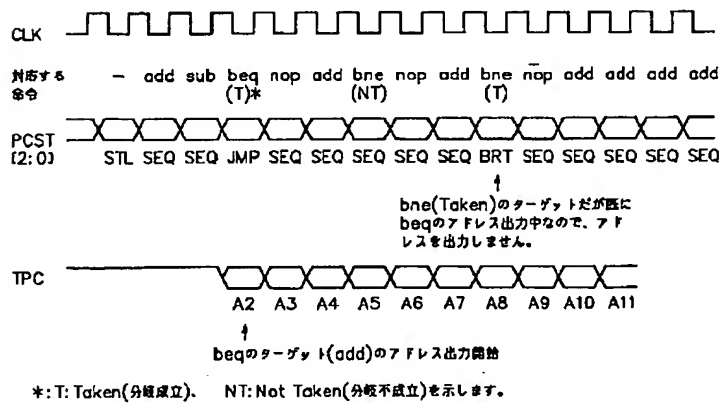 CLK
対応する 命令
- add sub beq nop add bne nop add bne nop add add add add
(T)* (NT) (T)
PCST [2:0]
STL SEQ SEQ JMP SEQ SEQ SEQ SEQ SEQ BRT SEQ SEQ SEQ SEQ SEQ
bne(Taken)のターゲットだが既に
beqのアドレス出力中なので、アド
レスを出力しません。
TPC
A2 A3 A4 A5 A6 A7 A8 A9 A10 A11
beqのターゲット(add)のアドレス出力開始
*: T: Taken(分岐成立)、 NT: Not Taken(分岐不成立)を示します。